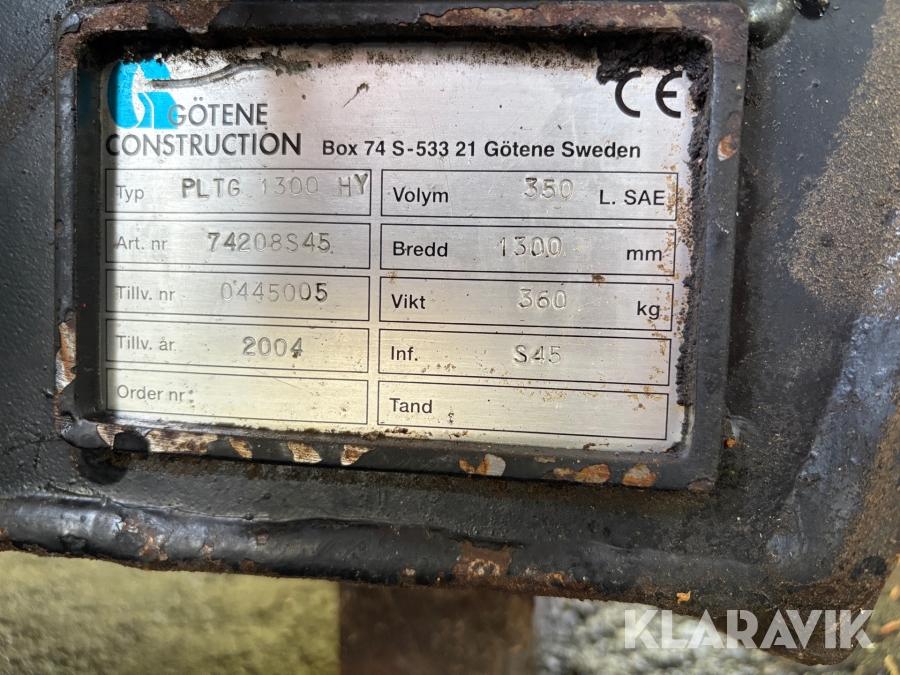 GÖTENE
CONSTRUCTION Box 74 S-533 21 Götene Sweden CE
Typ PLTG 1300 HY Volym 350 L. SAE
Art. nr 74208S45 Bredd 1300 mm
Tillv. nr 0445005 Vikt 360 kg
Tillv. år 2004 Inf. S45
Order nr Tand
KLARAVIK